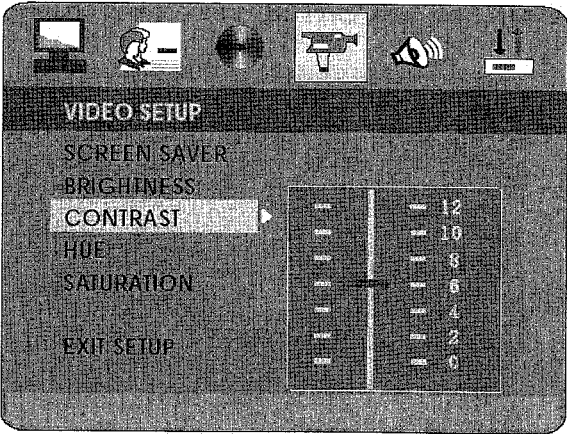 VIDEO SETUP
SCREEN SAVER
BRIGHTNESS
CONTRAST
HUE
SATURATION
EXIT SETUP
12
10
8
6
4
2
0